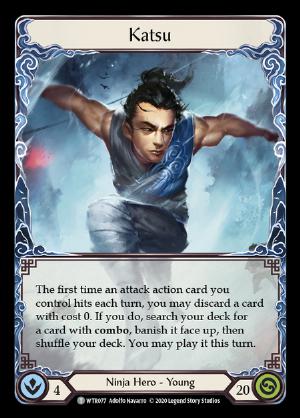 Katsu
The first time an attack action card you
control hits each turn, you may discard a card
with cost 0. If you do, search your deck for
a card with combo, banish it face up, then
shuffle your deck. You may play it this turn.
4
Ninja Hero - Young
20
WTR077 Adolfo Navarro © 2020 Legend Story Studios